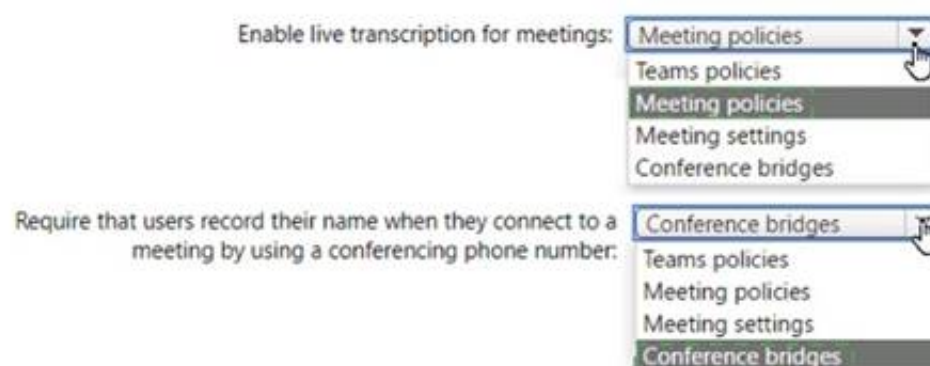 Enable live transcription for meetings: Meeting policies
Teams policies
Meeting policies
Meeting settings
Conference bridges
Require that users record their name when they connect to a Conference bridges
meeting by using a conferencing phone number:
Teams policies
Meeting policies
Meeting settings
Conference bridges